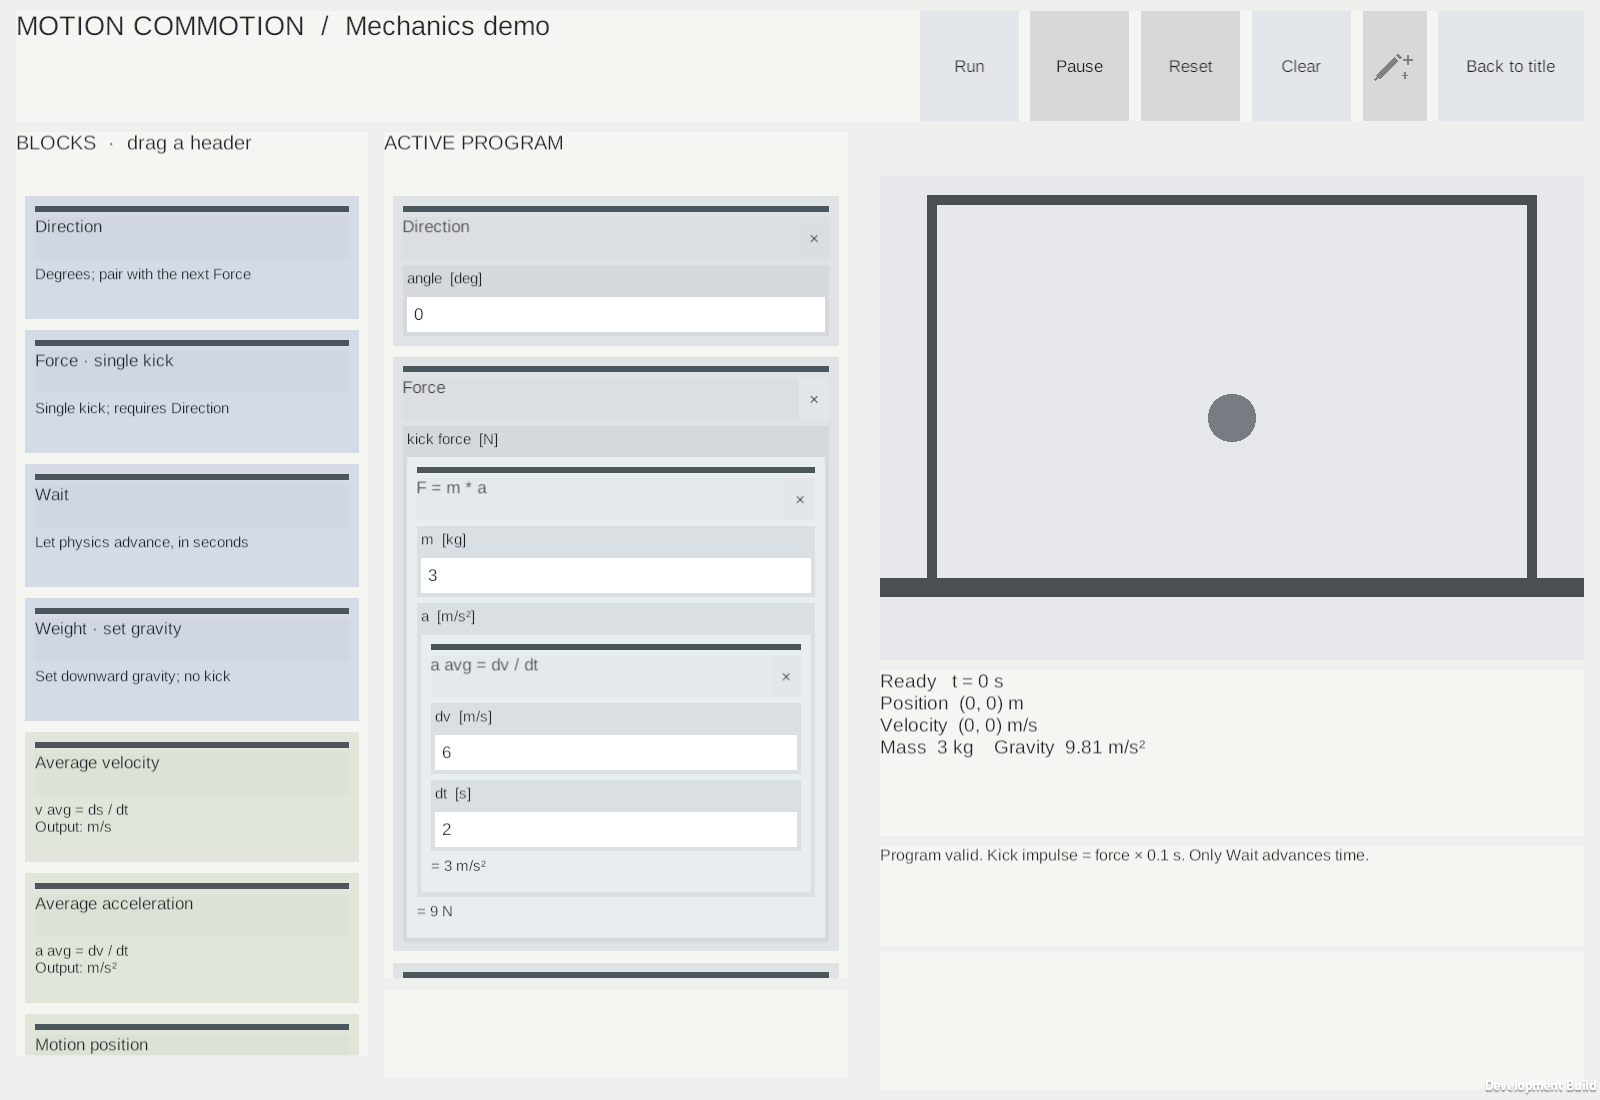 MOTION COMMOTION / Mechanics demo
Run
Pause
Reset
Clear
Back to title
BLOCKS · drag a header
Direction
Degrees; pair with the next Force
Force · single kick
Single kick; requires Direction
Wait
Let physics advance, in seconds
Weight · set gravity
Set downward gravity; no kick
Average velocity
v avg = ds / dt
Output: m/s
Average acceleration
a avg = dv / dt
Output: m/s²
Motion position
ACTIVE PROGRAM
Direction
×
angle [deg]
0
Force
×
kick force [N]
F = m * a
×
m [kg]
3
a [m/s²]
a avg = dv / dt
×
dv [m/s]
6
dt [s]
2
= 3 m/s²
= 9 N
Ready t = 0 s
Position (0, 0) m
Velocity (0, 0) m/s
Mass 3 kg Gravity 9.81 m/s²
Program valid. Kick impulse = force × 0.1 s. Only Wait advances time.
Development Build